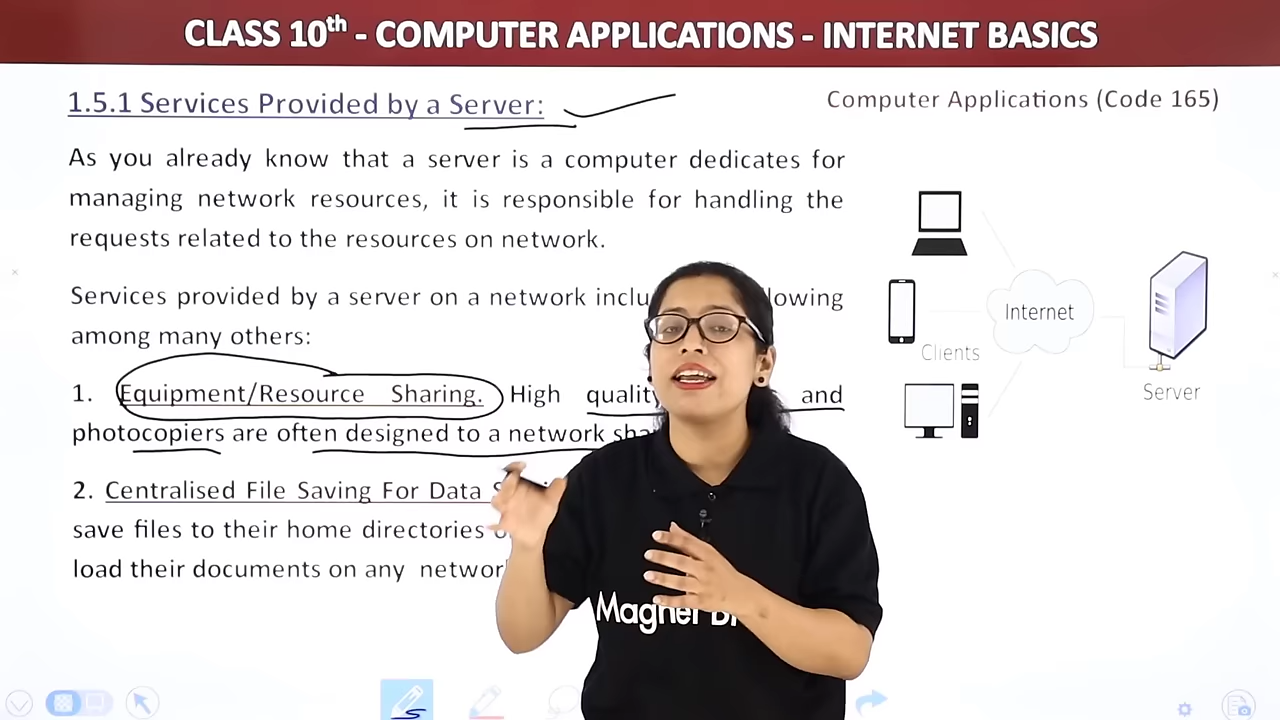 CLASS 10th - COMPUTER APPLICATIONS - INTERNET BASICS
1.5.1 Services Provided by a Server:
Computer Applications (Code 165)
As you already know that a server is a computer dedicates for
managing network resources, it is responsible for handling the
requests related to the resources on network.
Services provided by a server on a network lowing
among many others:
1. Equipment/Resource Sharing. High and
photocopiers are often designed to a network
2. Centralised File Saving For Data
save files to their home directories
load their documents on any
Internet
Clients
Server
Magnet